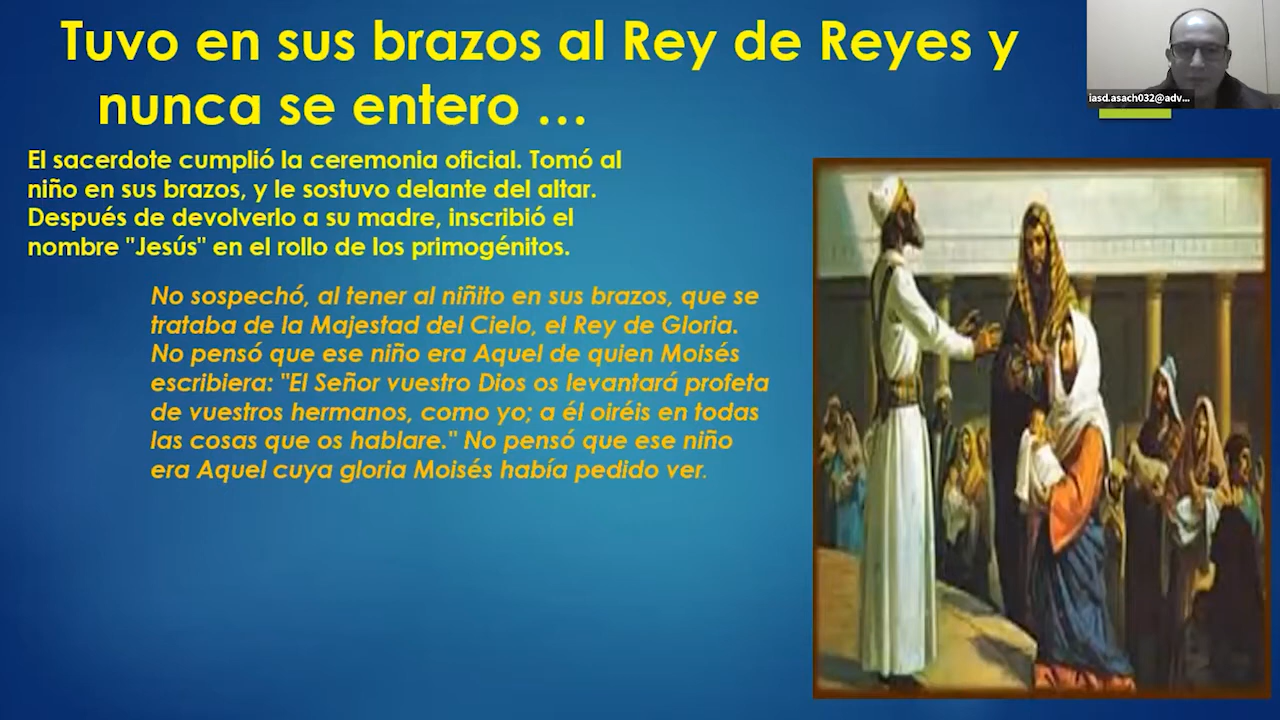 Tuvo en sus brazos al Rey de Reyes y
nunca se entero ...
iasd.asach032@adv...
El sacerdote cumplió la ceremonia oficial. Tomó al
niño en sus brazos, y le sostuvo delante del altar.
Después de devolverlo a su madre, inscribió el
nombre "Jesús" en el rollo de los primogénitos.
No sospechó, al tener al niñito en sus brazos, que se
trataba de la Majestad del Cielo, el Rey de Gloria.
No pensó que ese niño era Aquel de quien Moisés
escribiera: "El Señor vuestro Dios os levantará profeta
de vuestros hermanos, como yo; a él oiréis en todas
las cosas que os hablare." No pensó que ese niño
era Aquel cuya gloria Moisés había pedido ver.